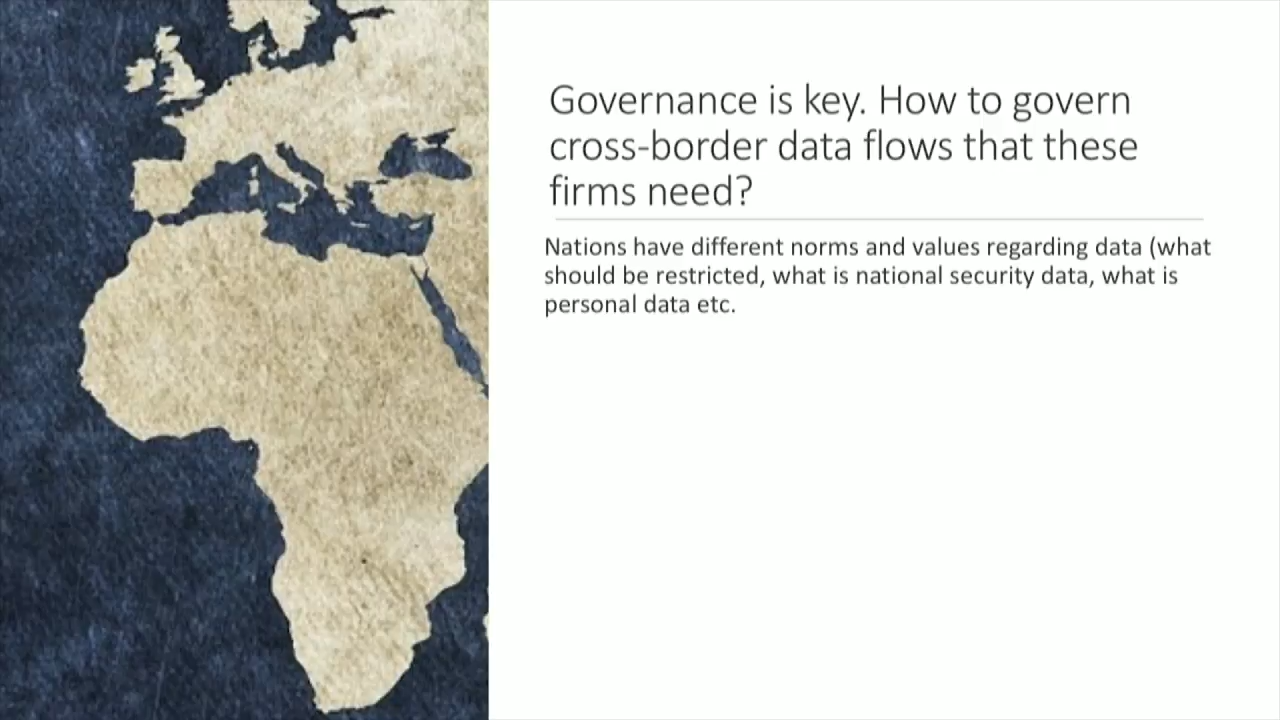 Governance is key. How to govern
cross-border data flows that these
firms need?
Nations have different norms and values regarding data (what
should be restricted, what is national security data, what is
personal data etc.